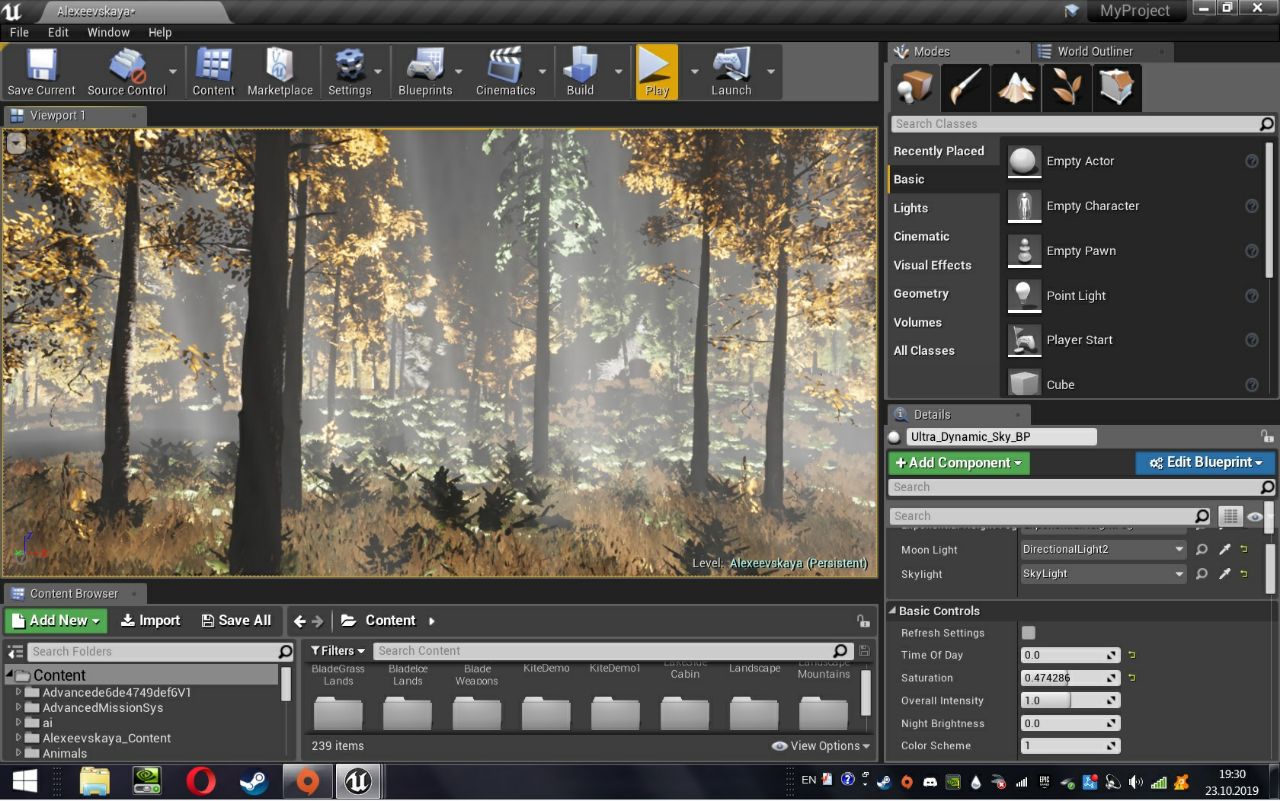 Alexeevskaya*
MyProject
File Edit Window Help
Save Current Source Control Content Marketplace Settings Blueprints Cinematics Build Play Launch
Modes World Outliner
Viewport 1
Search Classes
Recently Placed
Basic
Lights
Cinematic
Visual Effects
Geometry
Volumes
All Classes
Empty Actor
Empty Character
Empty Pawn
Point Light
Player Start
Cube
Level: Alexeevskaya (Persistent)
Details
Ultra_Dynamic_Sky_BP
+Add Component Edit Blueprint
Search
Search
Moon Light DirectionalLight2
Skylight SkyLight
Basic Controls
Refresh Settings
Time Of Day 0.0
Saturation 0.474286
Overall Intensity 1.0
Night Brightness 0.0
Color Scheme 1
Content Browser
Add New Import Save All Content
Search Folders
Filters Search Content
Content
Advancede6de4749def6V1
AdvancedMissionSys
ai
Alexeevskaya_Content
Animals
BladeGrass Lands
BladeIce Lands
Blade Weapons
KiteDemo
KiteDemo1
LakeSide Cabin
Landscape
Landscape Mountains
239 items
View Options
EN
19:30
23.10.2019